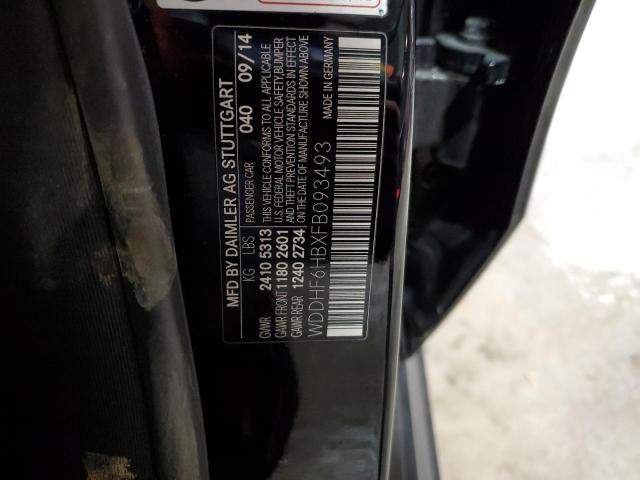 MFD BY DAIMLER AG STUTTGART
040 09/14
KG LBS PASSENGER CAR
GAWR 2410 5313 THIS VEHICLE CONFORMS TO ALL APPLICABLE
GAWR FRONT 1180 2601 U.S. FEDERAL MOTOR VEHICLE SAFETY, BUMPER
GAWR REAR 1240 2734 AND THEFT PREVENTION STANDARDS IN EFFECT
ON THE DATE OF MANUFACTURE SHOWN ABOVE
WDDHF6HBXFB093493 MADE IN GERMANY